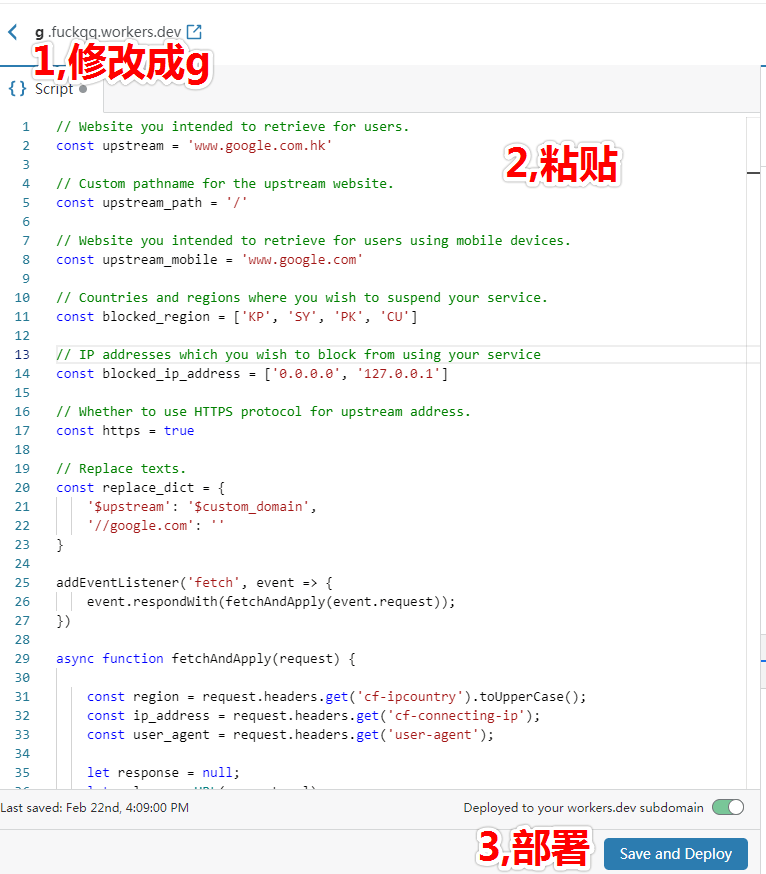 g .fuckqq.workers.dev
1,修改成g
{} Script
2,粘贴
1 // Website you intended to retrieve for users.
2 const upstream = 'www.google.com.hk'
3
4 // Custom pathname for the upstream website.
5 const upstream_path = '/'
6
7 // Website you intended to retrieve for users using mobile devices.
8 const upstream_mobile = 'www.google.com'
9
10 // Countries and regions where you wish to suspend your service.
11 const blocked_region = ['KP', 'SY', 'PK', 'CU']
12
13 // IP addresses which you wish to block from using your service
14 const blocked_ip_address = ['0.0.0.0', '127.0.0.1']
15
16 // Whether to use HTTPS protocol for upstream address.
17 const https = true
18
19 // Replace texts.
20 const replace_dict = {
21 '$upstream': '$custom_domain',
22 '//google.com': ''
23 }
24
25 addEventListener('fetch', event => {
26 event.respondWith(fetchAndApply(event.request));
27 })
28
29 async function fetchAndApply(request) {
30
31 const region = request.headers.get('cf-ipcountry').toUpperCase();
32 const ip_address = request.headers.get('cf-connecting-ip');
33 const user_agent = request.headers.get('user-agent');
34
35 let response = null;
Last saved: Feb 22nd, 4:09:00 PM
Deployed to your workers.dev subdomain
3,部署
Save and Deploy